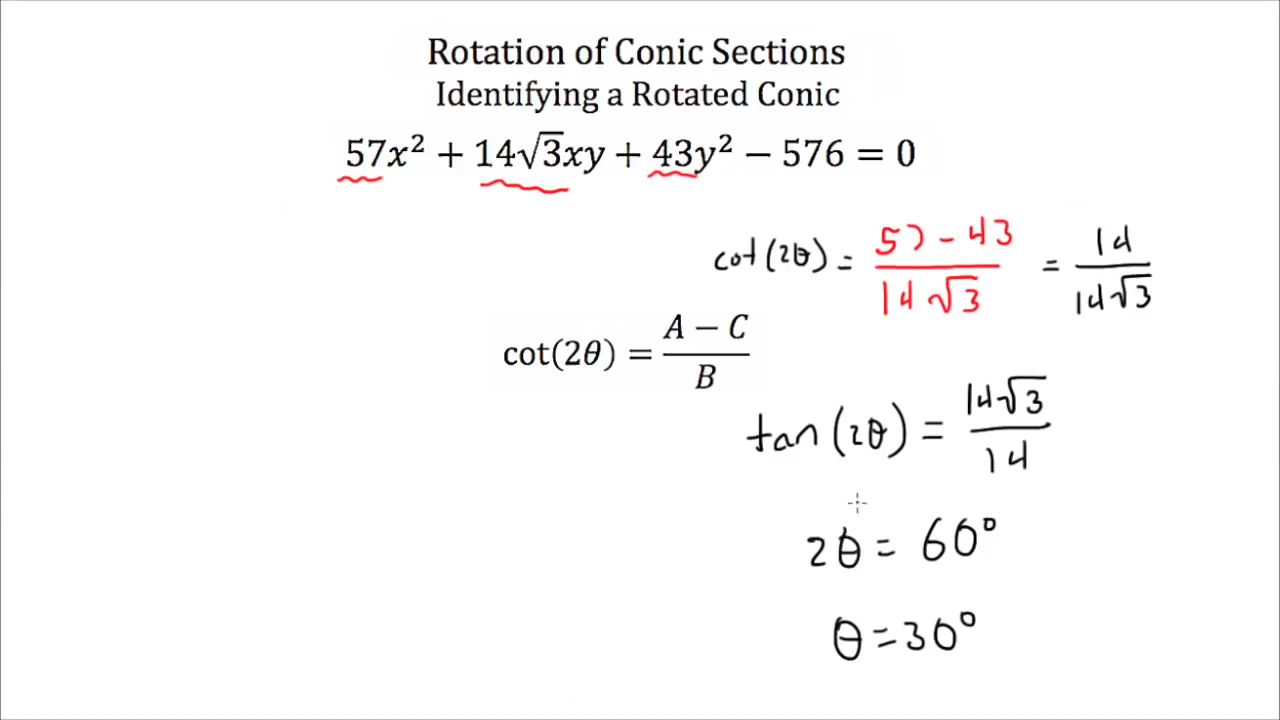 Rotation of Conic Sections
Identifying a Rotated Conic
57x² + 14√3xy + 43y² − 576 = 0
cot(2θ) = (57 - 43)/(14√3) = 14/(14√3)
cot(2θ) = (A − C)/B
tan(2θ) = (14√3)/14
2θ = 60°
θ = 30°